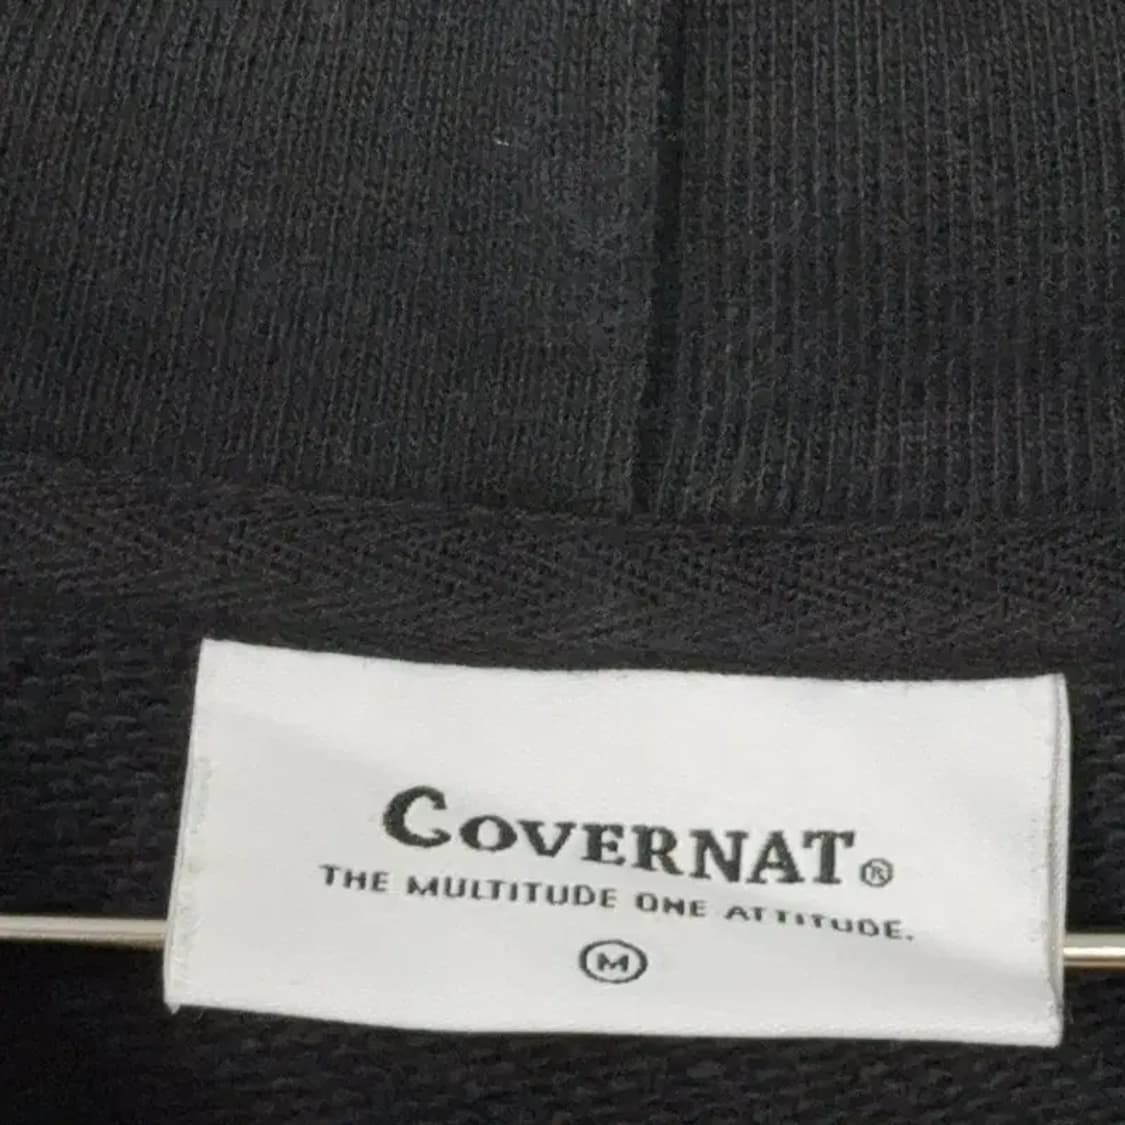 COVERNAT®
THE MULTITUDE ONE ATTITUDE.
M